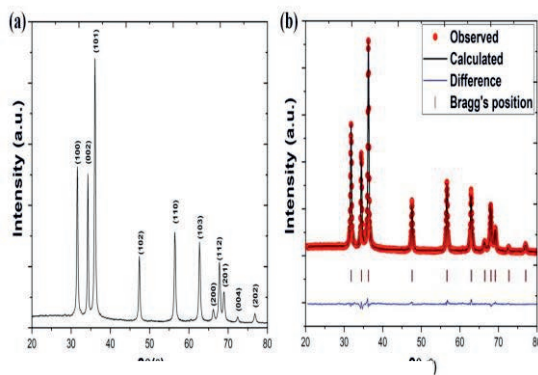 (a)
Intensity (a.u.)
(100)
(002)
(101)
(102)
(110)
(103)
(200)
(112)
(201)
(004)
(202)
20 30 40 50 60 70 80
(b)
Intensity (a.u.)
Observed
Calculated
Difference
Bragg's position
20 30 40 50 60 70 80